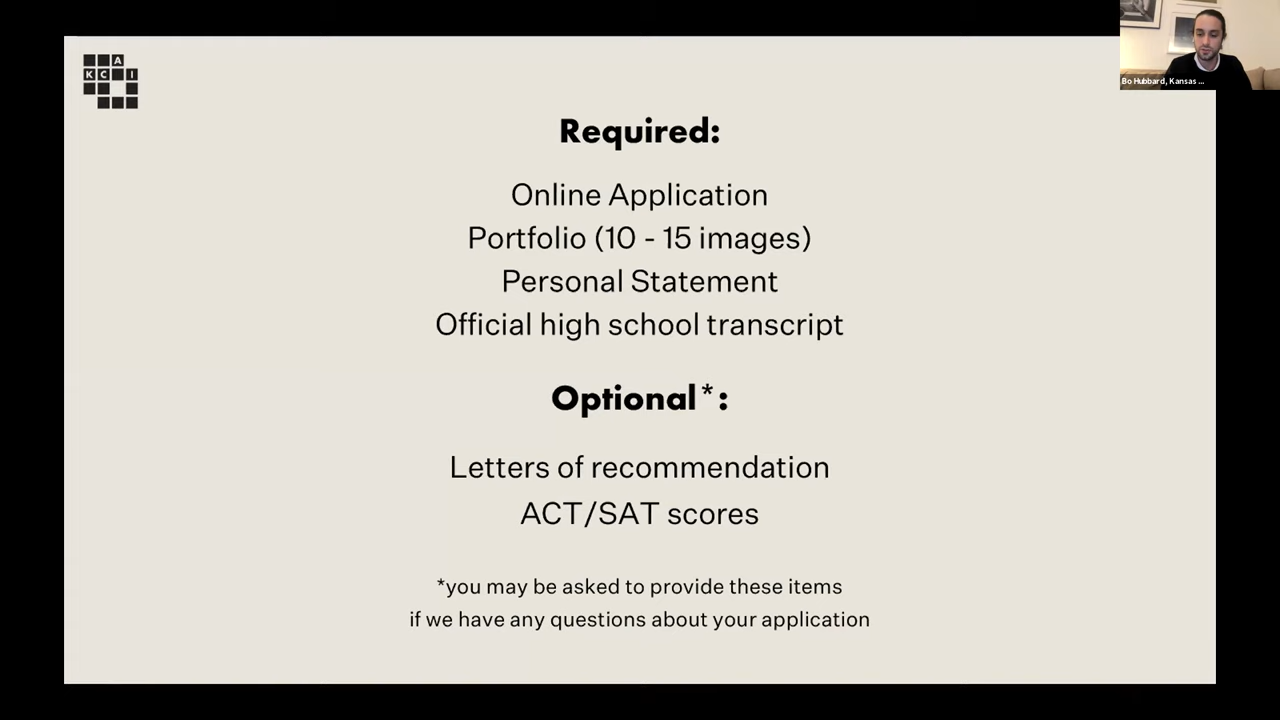 A
KC I
Bo Hubbard, Kansas ...
Required:
Online Application
Portfolio (10 - 15 images)
Personal Statement
Official high school transcript
Optional*:
Letters of recommendation
ACT/SAT scores
*you may be asked to provide these items
if we have any questions about your application